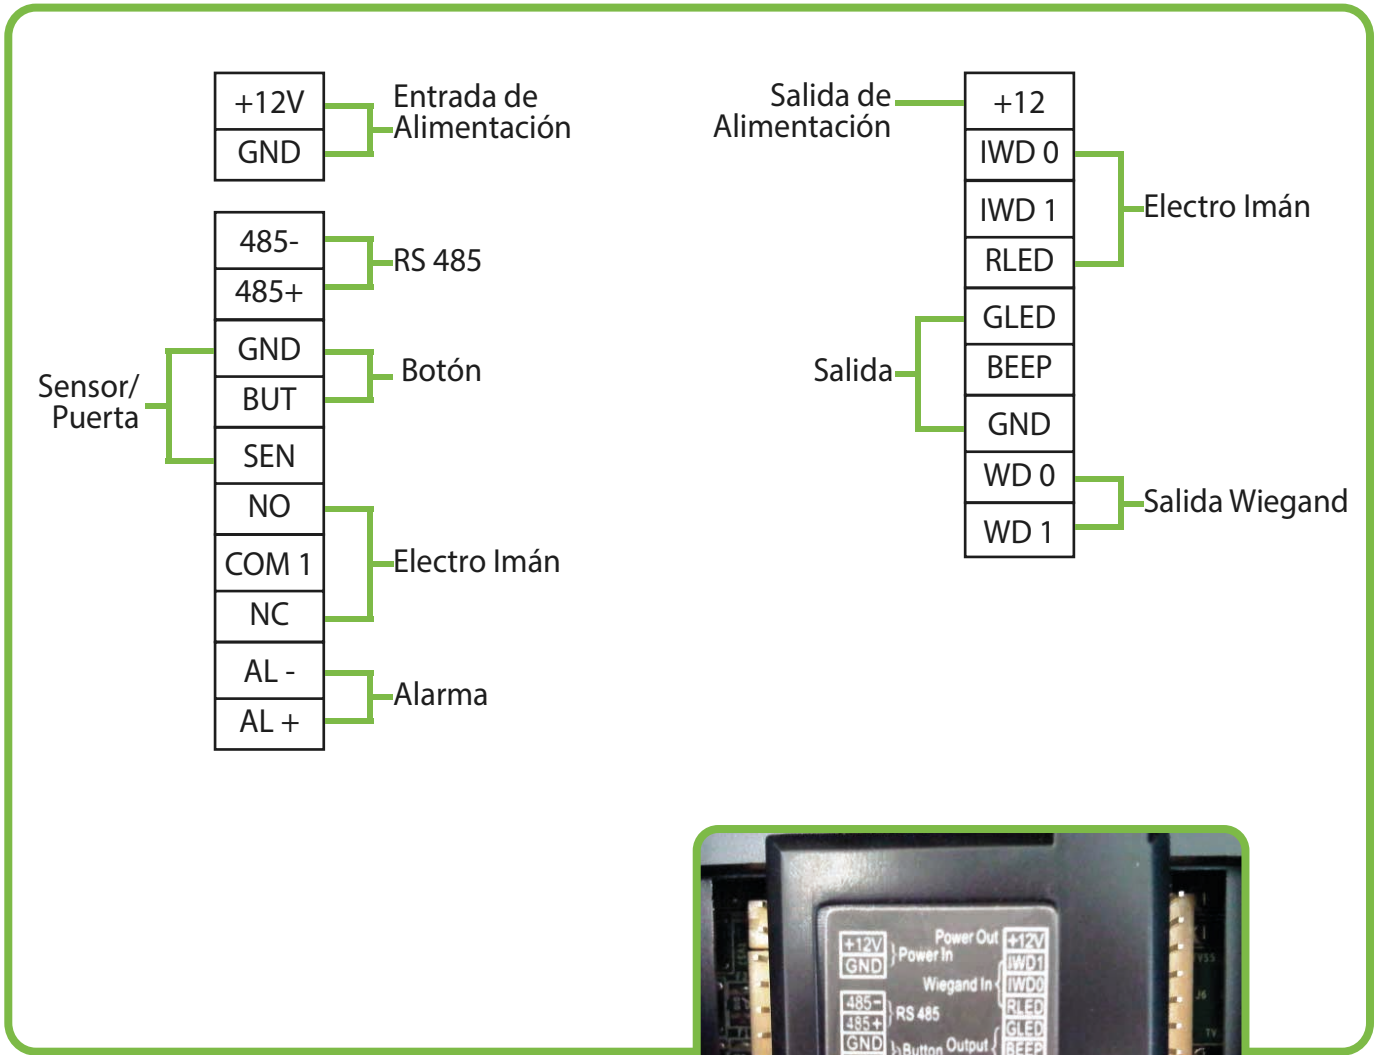 +12V
GND
Entrada de
Alimentación
485-
485+
RS 485
GND
BUT
Botón
SEN
Sensor/
Puerta
NO
COM 1
NC
Electro Imán
AL -
AL +
Alarma
Salida de
Alimentación
+12
IWD 0
IWD 1
RLED
Electro Imán
GLED
BEEP
GND
Salida
WD 0
WD 1
Salida Wiegand
+12V
GND
Power In
485-
485+
RS 485
GND
Button
Power Out
+12V
IWD1
IWD0
RLED
Wiegand In
GLED
BEEP
Output
J6
TV